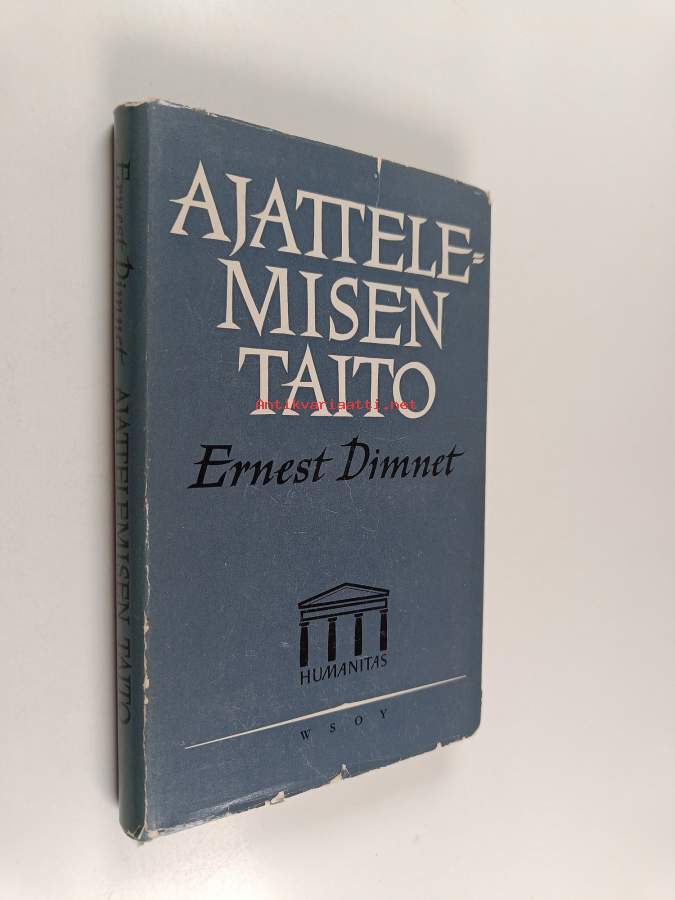 AJATTELE=
MISEN
TAITO
Antikvariaatti.net
Ernest Dimnet
HUMANITAS
WSOY
Ernest Dimnet AJATTELEMISEN TAITO